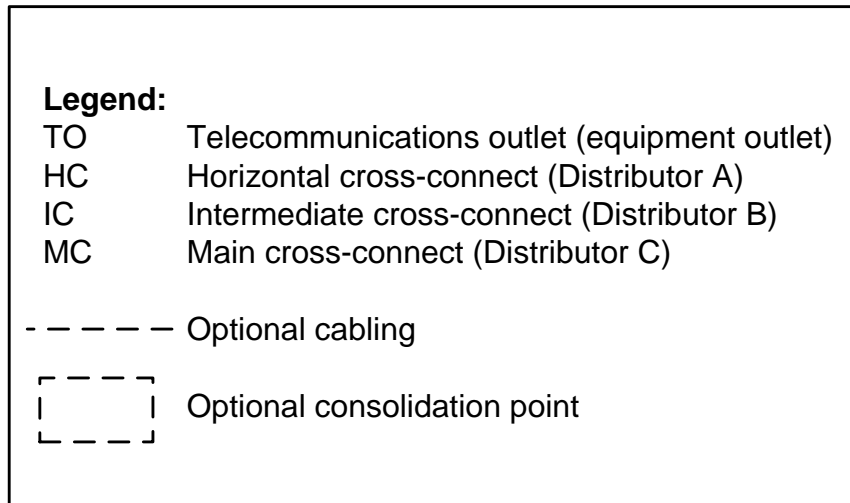 Legend:
TO Telecommunications outlet (equipment outlet)
HC Horizontal cross-connect (Distributor A)
IC Intermediate cross-connect (Distributor B)
MC Main cross-connect (Distributor C)
Optional cabling
Optional consolidation point